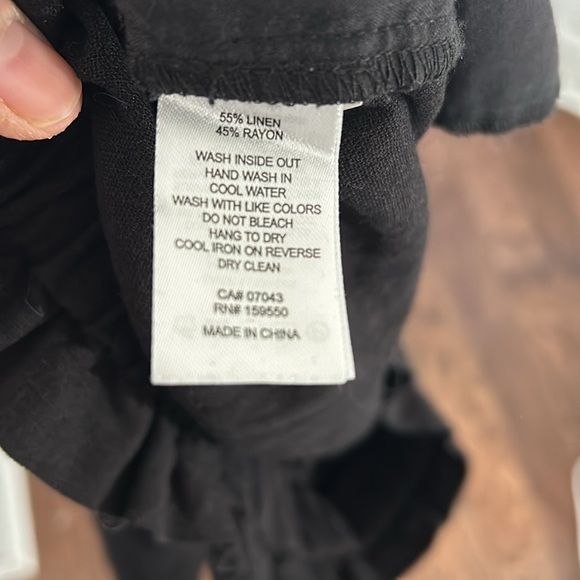 55% LINEN
45% RAYON
WASH INSIDE OUT
HAND WASH IN
COOL WATER
WASH WITH LIKE COLORS
DO NOT BLEACH
HANG TO DRY
COOL IRON ON REVERSE
DRY CLEAN
CA# 07043
RN# 159550
MADE IN CHINA